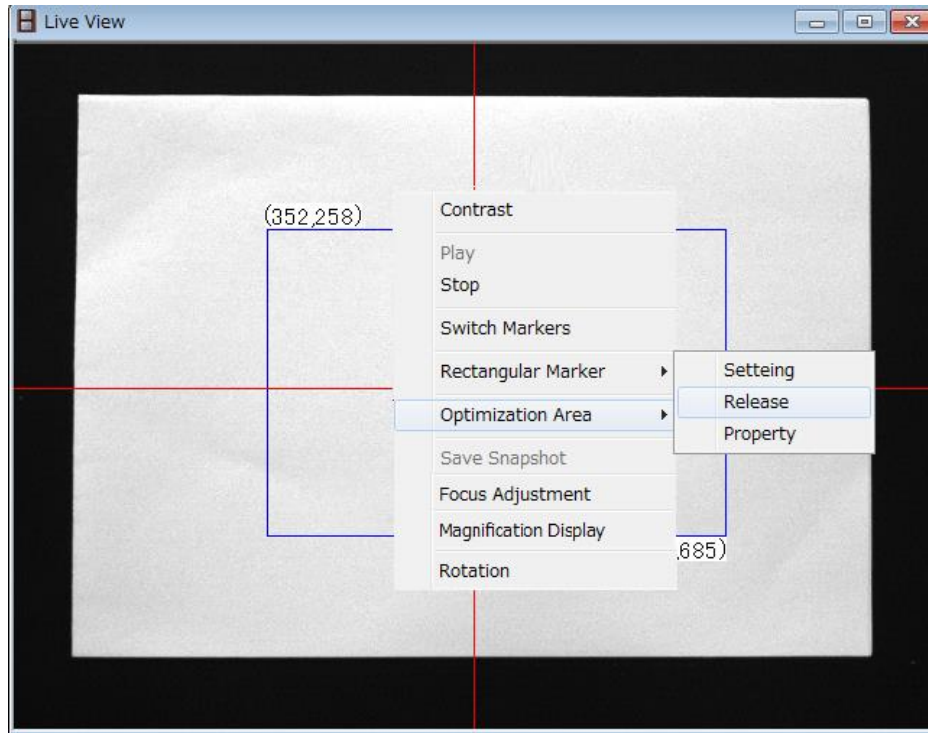 Live View
(352,258)
Contrast
Play
Stop
Switch Markers
Rectangular Marker
Optimization Area
Save Snapshot
Focus Adjustment
Magnification Display
Rotation
Setteing
Release
Property
,685)